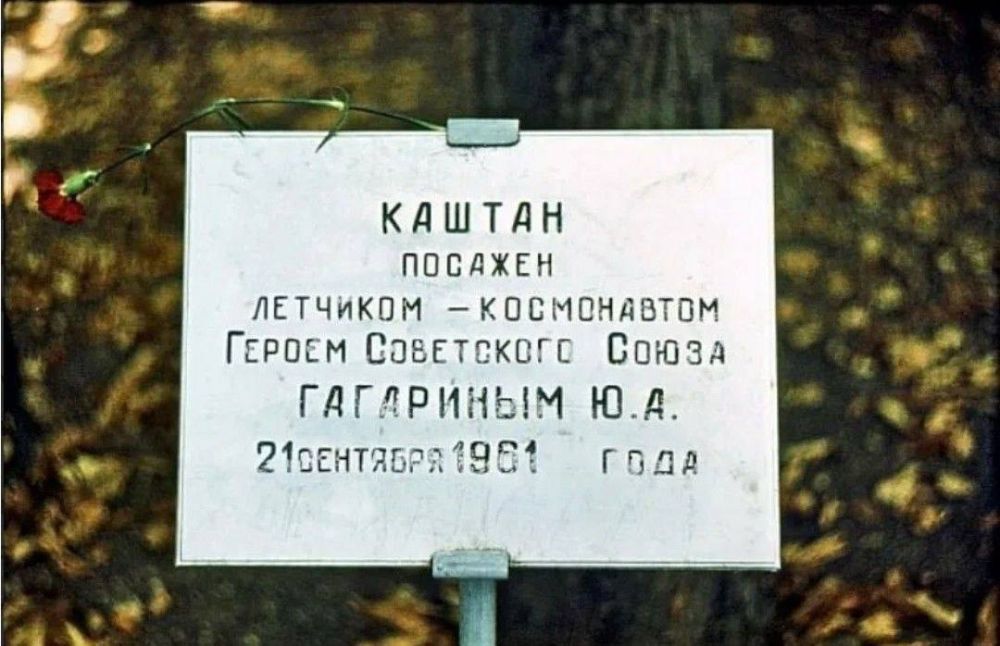 КАШТАН
ПОСАЖЕН
ЛЕТЧИКОМ – КОСМОНАВТОМ
ГЕРОЕМ СОВЕТСКОГО СОЮЗА
ГАГАРИНЫМ Ю.А.
21 СЕНТЯБРЯ 1961 ГОДА